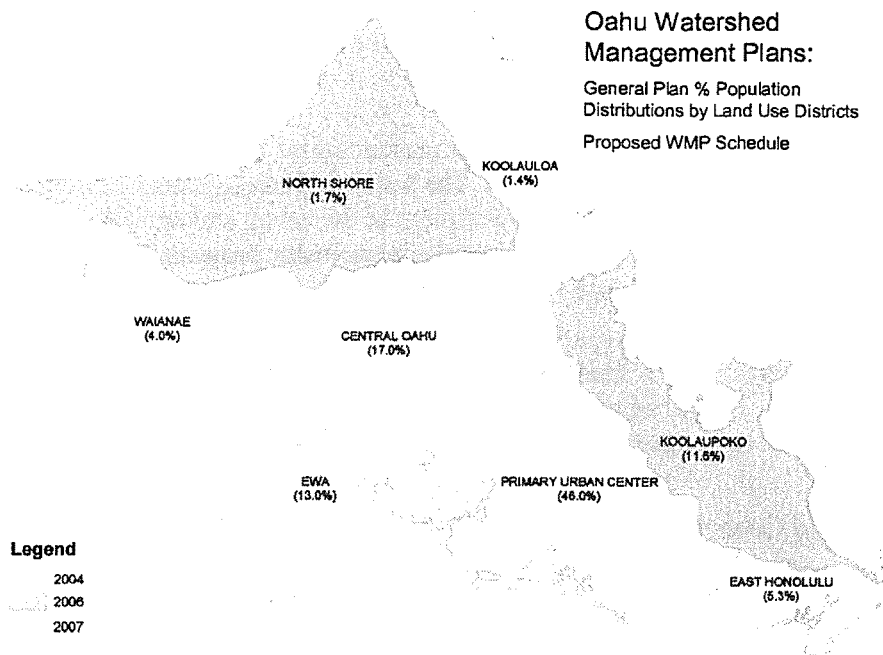 Oahu Watershed
Management Plans:
General Plan % Population
Distributions by Land Use Districts
Proposed WMP Schedule
KOOLAULOA
(1.4%)
NORTH SHORE
(1.7%)
WAIANAE
(4.0%)
CENTRAL OAHU
(17.0%)
KOOLAUPOKO
(11.6%)
EWA
(13.0%)
PRIMARY URBAN CENTER
(46.0%)
EAST HONOLULU
(5.3%)
Legend
2004
2006
2007